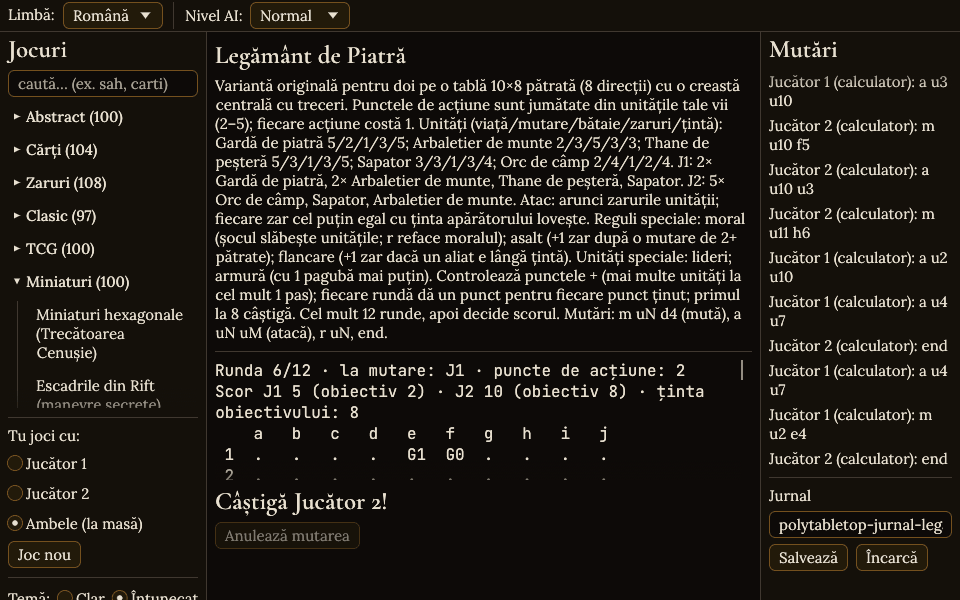 Limbă: Română ▼ Nivel AI: Normal ▼
Jocuri
caută... (ex. sah, carti)
▸ Abstract (100)
▸ Cărți (104)
▸ Zaruri (108)
▸ Clasic (97)
▸ TCG (100)
▾ Miniaturi (100)
Miniaturi hexagonale
(Trecătoarea
Cenușie)
Escadrile din Rift
(manevre secrete)
Tu joci cu:
Jucător 1
Jucător 2
Ambele (la masă)
Joc nou
Temă: Clar Întunecat
Legământ de Piatră
Variantă originală pentru doi pe o tablă 10×8 pătrată (8 direcții) cu o creastă
centrală cu treceri. Punctele de acțiune sunt jumătate din unitățile tale vii
(2–5); fiecare acțiune costă 1. Unități (viață/mutare/bătaie/zaruri/țintă):
Gardă de piatră 5/2/1/3/5; Arbaletier de munte 2/3/5/3/3; Thane de
peșteră 5/3/1/3/5; Sapator 3/3/1/3/4; Orc de câmp 2/4/1/2/4. J1: 2×
Gardă de piatră, 2× Arbaletier de munte, Thane de peșteră, Sapator. J2: 5×
Orc de câmp, Sapator, Arbaletier de munte. Atac: arunci zarurile unității;
fiecare zar cel puțin egal cu ținta apărătorului lovește. Reguli speciale: moral
(șocul slăbește unitățile; r reface moralul); asalt (+1 zar după o mutare de 2+
pătrate); flancare (+1 zar dacă un aliat e lângă țintă). Unități speciale: lideri;
armură (cu 1 pagubă mai puțin). Controlează punctele + (mai multe unități la
cel mult 1 pas); fiecare rundă dă un punct pentru fiecare punct ținut; primul
la 8 câștigă. Cel mult 12 runde, apoi decide scorul. Mutări: m uN d4 (mută), a
uN uM (atacă), r uN, end.
Runda 6/12 · la mutare: J1 · puncte de acțiune: 2
Scor J1 5 (obiectiv 2) · J2 10 (obiectiv 8) · ținta
obiectivului: 8
a b c d e f g h i j
1 . . . . G1 G0 . . . .
2 . . . . . . . . . .
Câștigă Jucător 2!
Anulează mutarea
Mutări
Jucător 1 (calculator): a u3
u10
Jucător 2 (calculator): m
u10 f5
Jucător 2 (calculator): a
u10 u3
Jucător 2 (calculator): m
u11 h6
Jucător 1 (calculator): a u2
u10
Jucător 1 (calculator): a u4
u7
Jucător 2 (calculator): end
Jucător 1 (calculator): a u4
u7
Jucător 1 (calculator): m
u2 e4
Jucător 2 (calculator): end
Jurnal
polytabletop-jurnal-leg
Salvează Încarcă